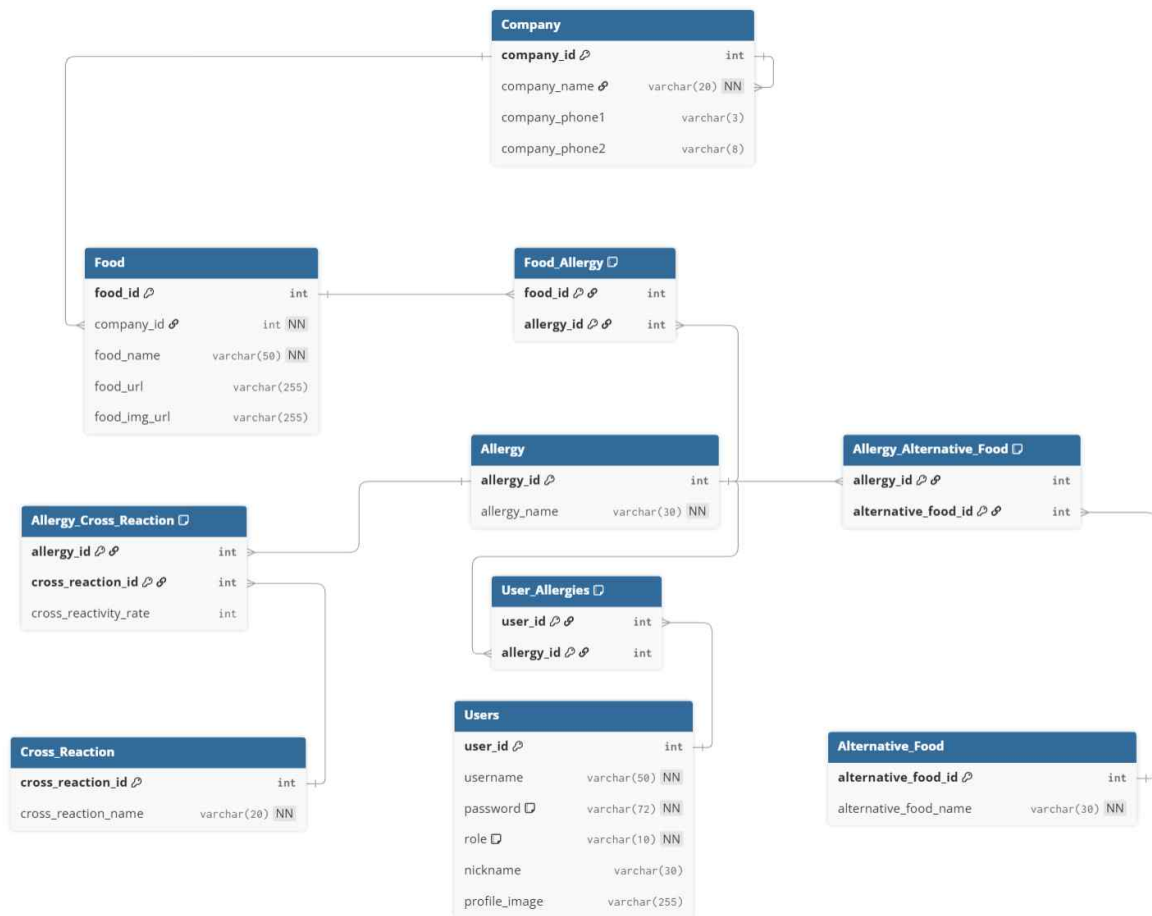 Company
company_id int
company_name varchar(20) NN
company_phone1 varchar(3)
company_phone2 varchar(8)
Food
food_id int
company_id int NN
food_name varchar(50) NN
food_url varchar(255)
food_img_url varchar(255)
Food_Allergy
food_id int
allergy_id int
Allergy
allergy_id int
allergy_name varchar(30) NN
Allergy_Alternative_Food
allergy_id int
alternative_food_id int
Allergy_Cross_Reaction
allergy_id int
cross_reaction_id int
cross_reactivity_rate int
User_Allergies
user_id int
allergy_id int
Users
user_id int
username varchar(50) NN
password varchar(72) NN
role varchar(10) NN
nickname varchar(30)
profile_image varchar(255)
Cross_Reaction
cross_reaction_id int
cross_reaction_name varchar(20) NN
Alternative_Food
alternative_food_id int
alternative_food_name varchar(30) NN